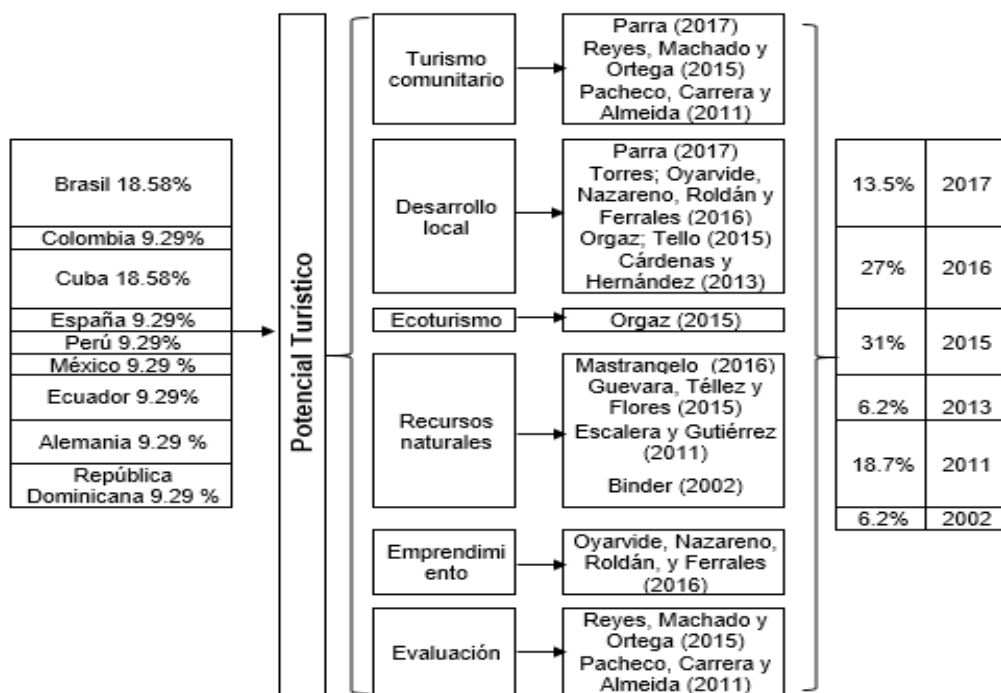 Brasil 18.58%
Colombia 9.29%
Cuba 18.58%
España 9.29%
Perú 9.29%
México 9.29 %
Ecuador 9.29%
Alemania 9.29 %
República
Dominicana 9.29 %
Potencial Turístico
Turismo
comunitario
Parra (2017)
Reyes, Machado y
Ortega (2015)
Pacheco, Carrera y
Almeida (2011)
Desarrollo
local
Parra (2017)
Torres; Oyarvide,
Nazareno, Roldán y
Ferrales (2016)
Orgaz; Tello (2015)
Cárdenas y
Hernández (2013)
Ecoturismo
Orgaz (2015)
Recursos
naturales
Mastrangelo (2016)
Guevara, Téllez y
Flores (2015)
Escalera y Gutiérrez
(2011)
Binder (2002)
Emprendimi
ento
Oyarvide, Nazareno,
Roldán, y Ferrales
(2016)
Evaluación
Reyes, Machado y
Ortega (2015)
Pacheco, Carrera y
Almeida (2011)
13.5% 2017
27% 2016
31% 2015
6.2% 2013
18.7% 2011
6.2% 2002